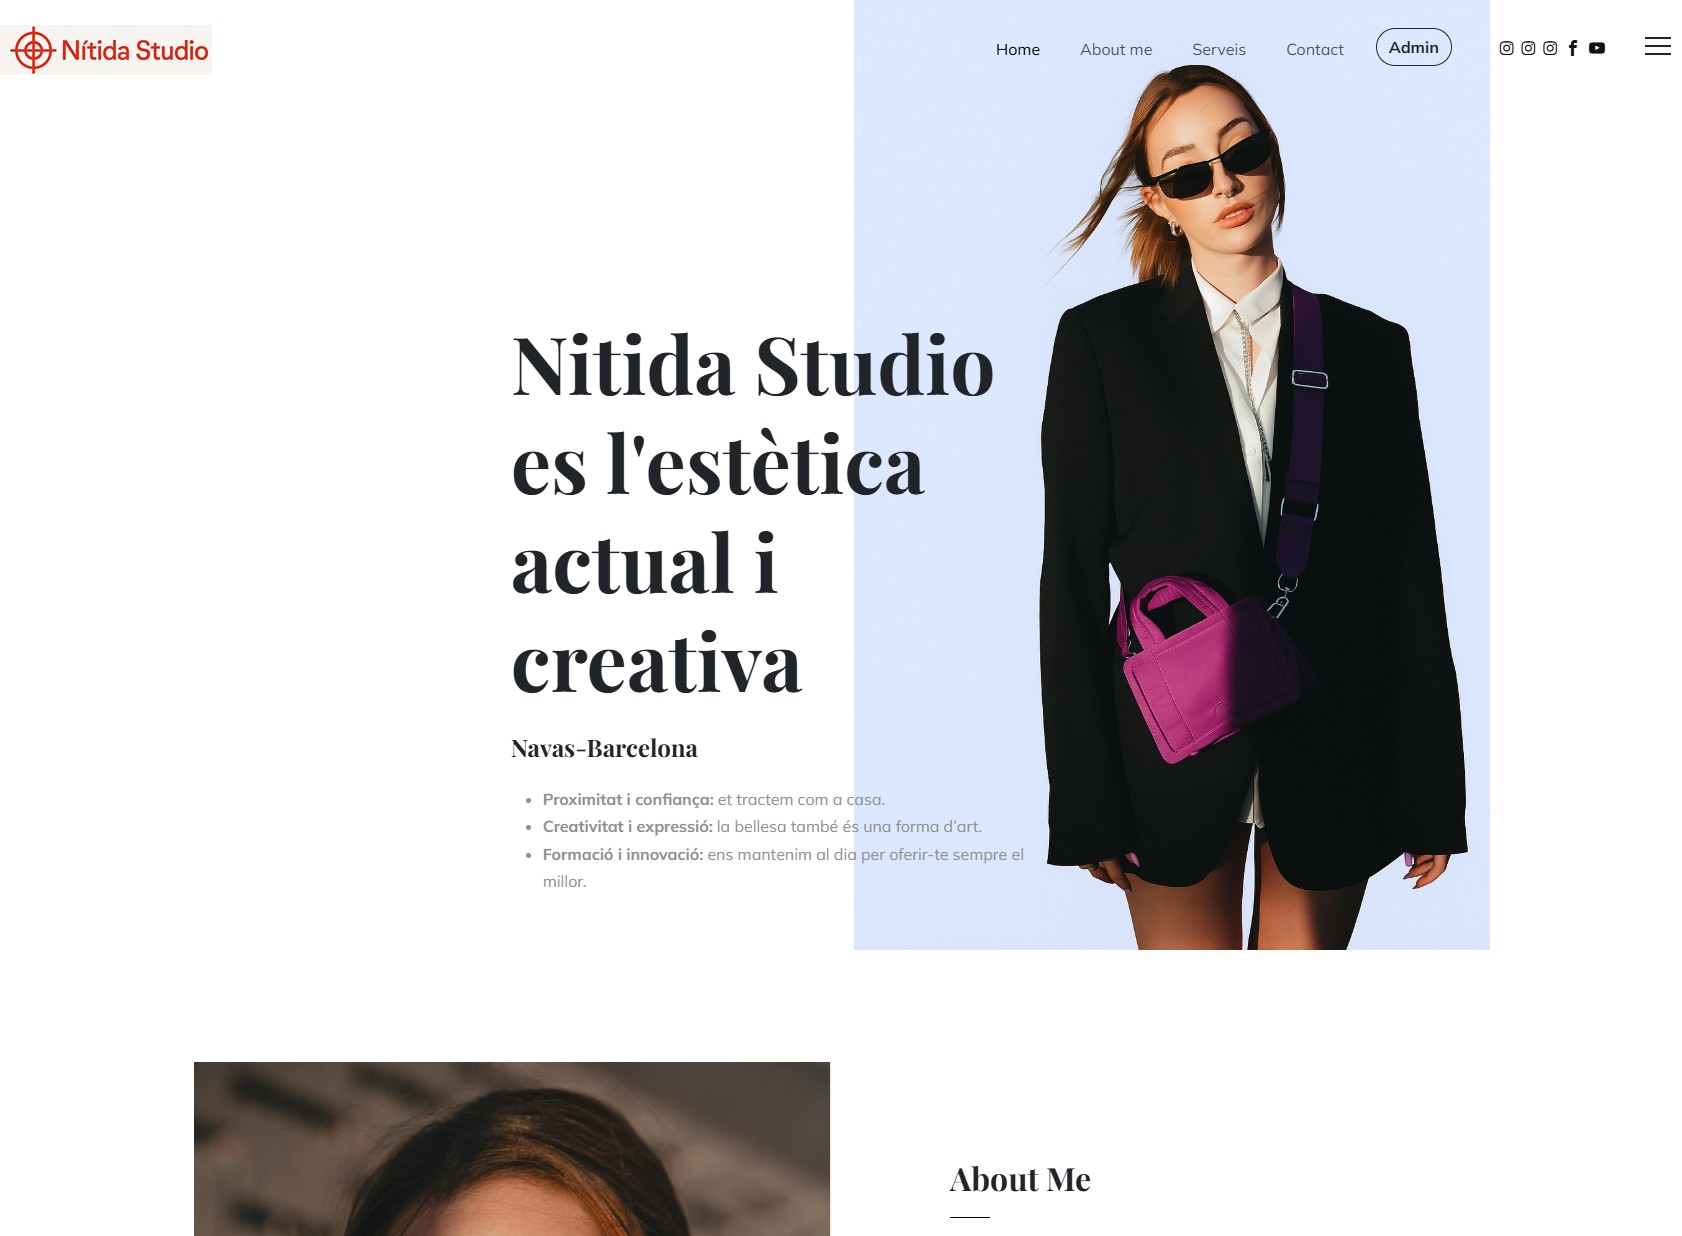 Nítida Studio
Home About me Serveis Contact Admin
Nitida Studio
es l'estètica
actual i
creativa
Navas-Barcelona
Proximitat i confiança: et tractem com a casa.
Creativitat i expressió: la bellesa també és una forma d’art.
Formació i innovació: ens mantenim al dia per oferir-te sempre el
millor.
About Me